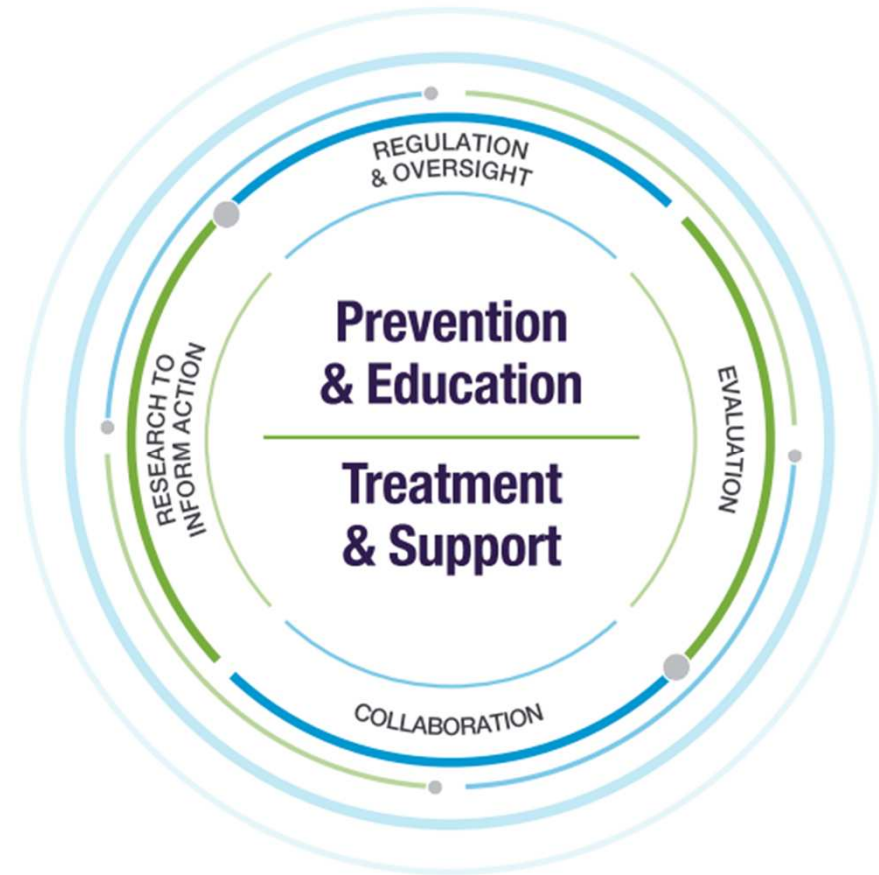 REGULATION
& OVERSIGHT
Prevention
& Education
Treatment
& Support
RESEARCH TO
INFORM ACTION
EVALUATION
COLLABORATION